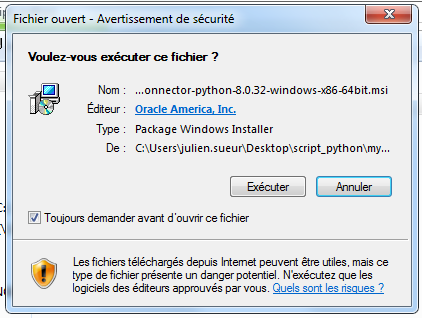 Fichier ouvert - Avertissement de sécurité
Voulez-vous exécuter ce fichier ?
Nom : ...onnector-python-8.0.32-windows-x86-64bit.msi
Éditeur : Oracle America, Inc.
Type : Package Windows Installer
De : C:\Users\julien.sueur\Desktop\script_python\my...
Exécuter Annuler
Toujours demander avant d'ouvrir ce fichier
Les fichiers téléchargés depuis Internet peuvent être utiles, mais ce
type de fichier présente un danger potentiel. N'exécutez que les
logiciels des éditeurs approuvés par vous. Quels sont les risques ?